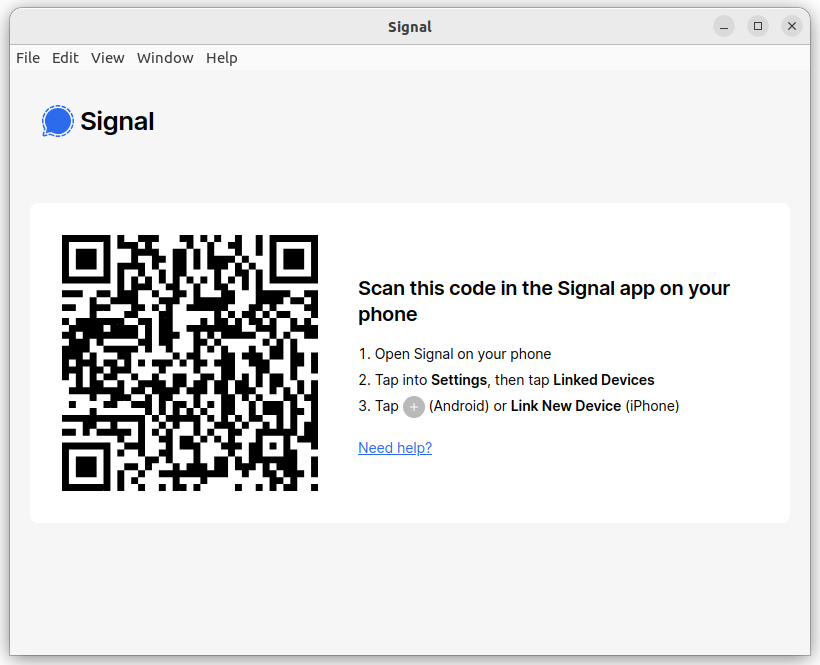 Signal
File Edit View Window Help
Signal
Scan this code in the Signal app on your
phone
1. Open Signal on your phone
2. Tap into Settings, then tap Linked Devices
3. Tap + (Android) or Link New Device (iPhone)
Need help?